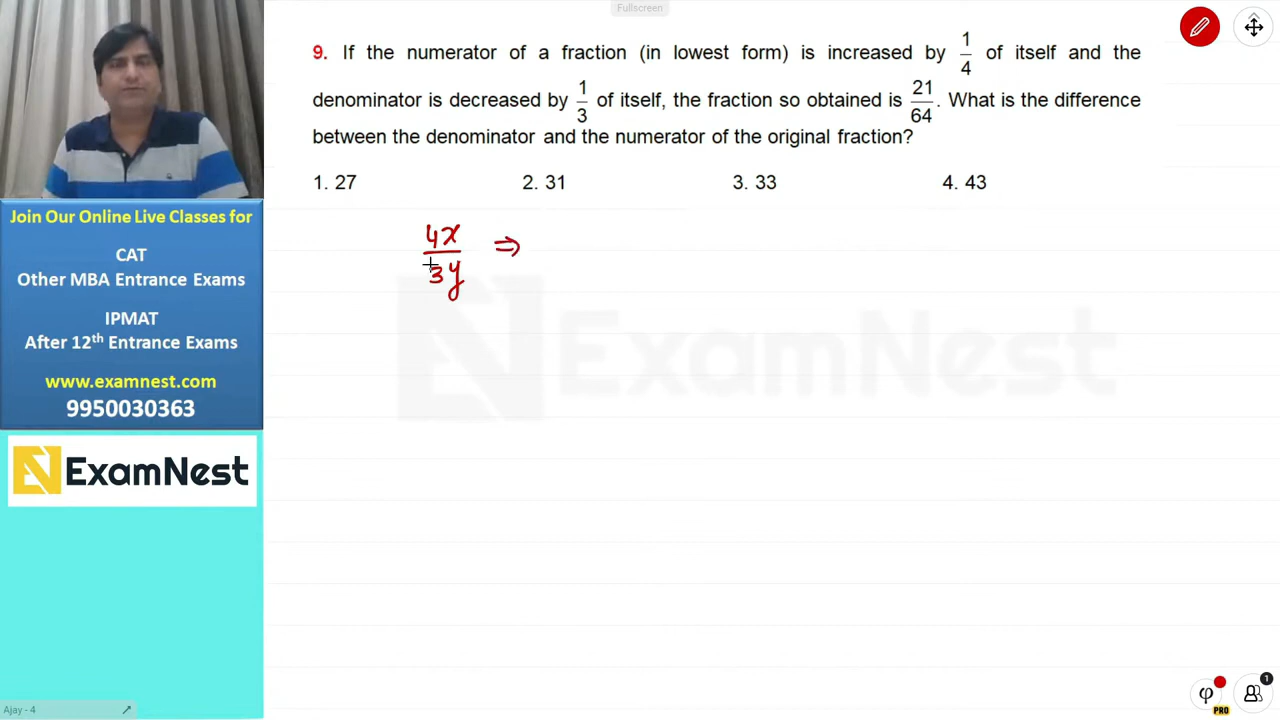 Fullscreen
9. If the numerator of a fraction (in lowest form) is increased by 1/4 of itself and the
denominator is decreased by 1/3 of itself, the fraction so obtained is 21/64. What is the difference
between the denominator and the numerator of the original fraction?
1. 27 2. 31 3. 33 4. 43
4x/3y ⇒
Join Our Online Live Classes for
CAT
Other MBA Entrance Exams
IPMAT
After 12th Entrance Exams
www.examnest.com
9950030363
ExamNest
ExamNest
Ajay - 4
φ
PRO
1